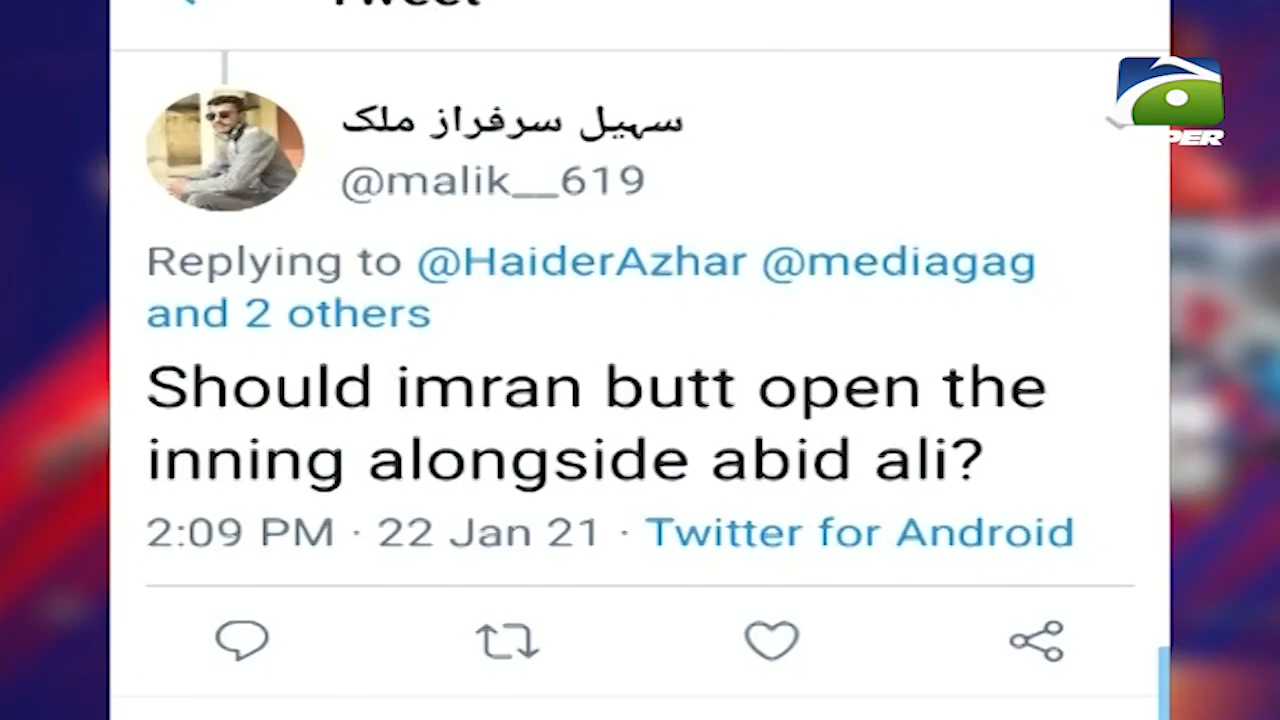 Tweet
سہیل سرفراز ملک
@malik__619
Replying to @HaiderAzhar @mediagag
and 2 others
Should imran butt open the
inning alongside abid ali?
2:09 PM · 22 Jan 21 · Twitter for Android